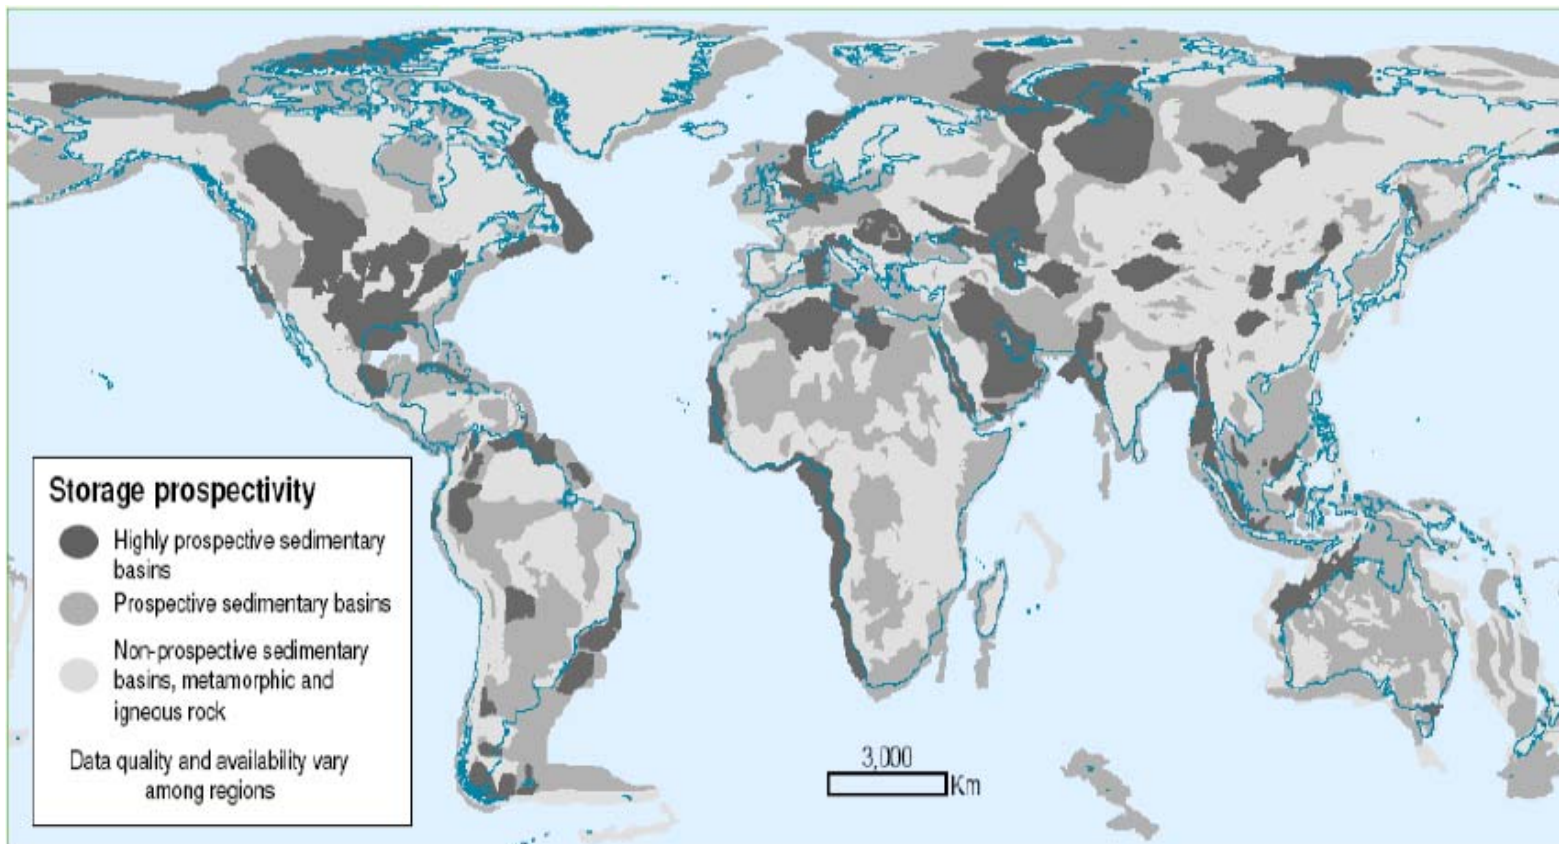 Storage prospectivity
Highly prospective sedimentary
basins
Prospective sedimentary basins
Non-prospective sedimentary
basins, metamorphic and
igneous rock
Data quality and availability vary
among regions
3,000
Km